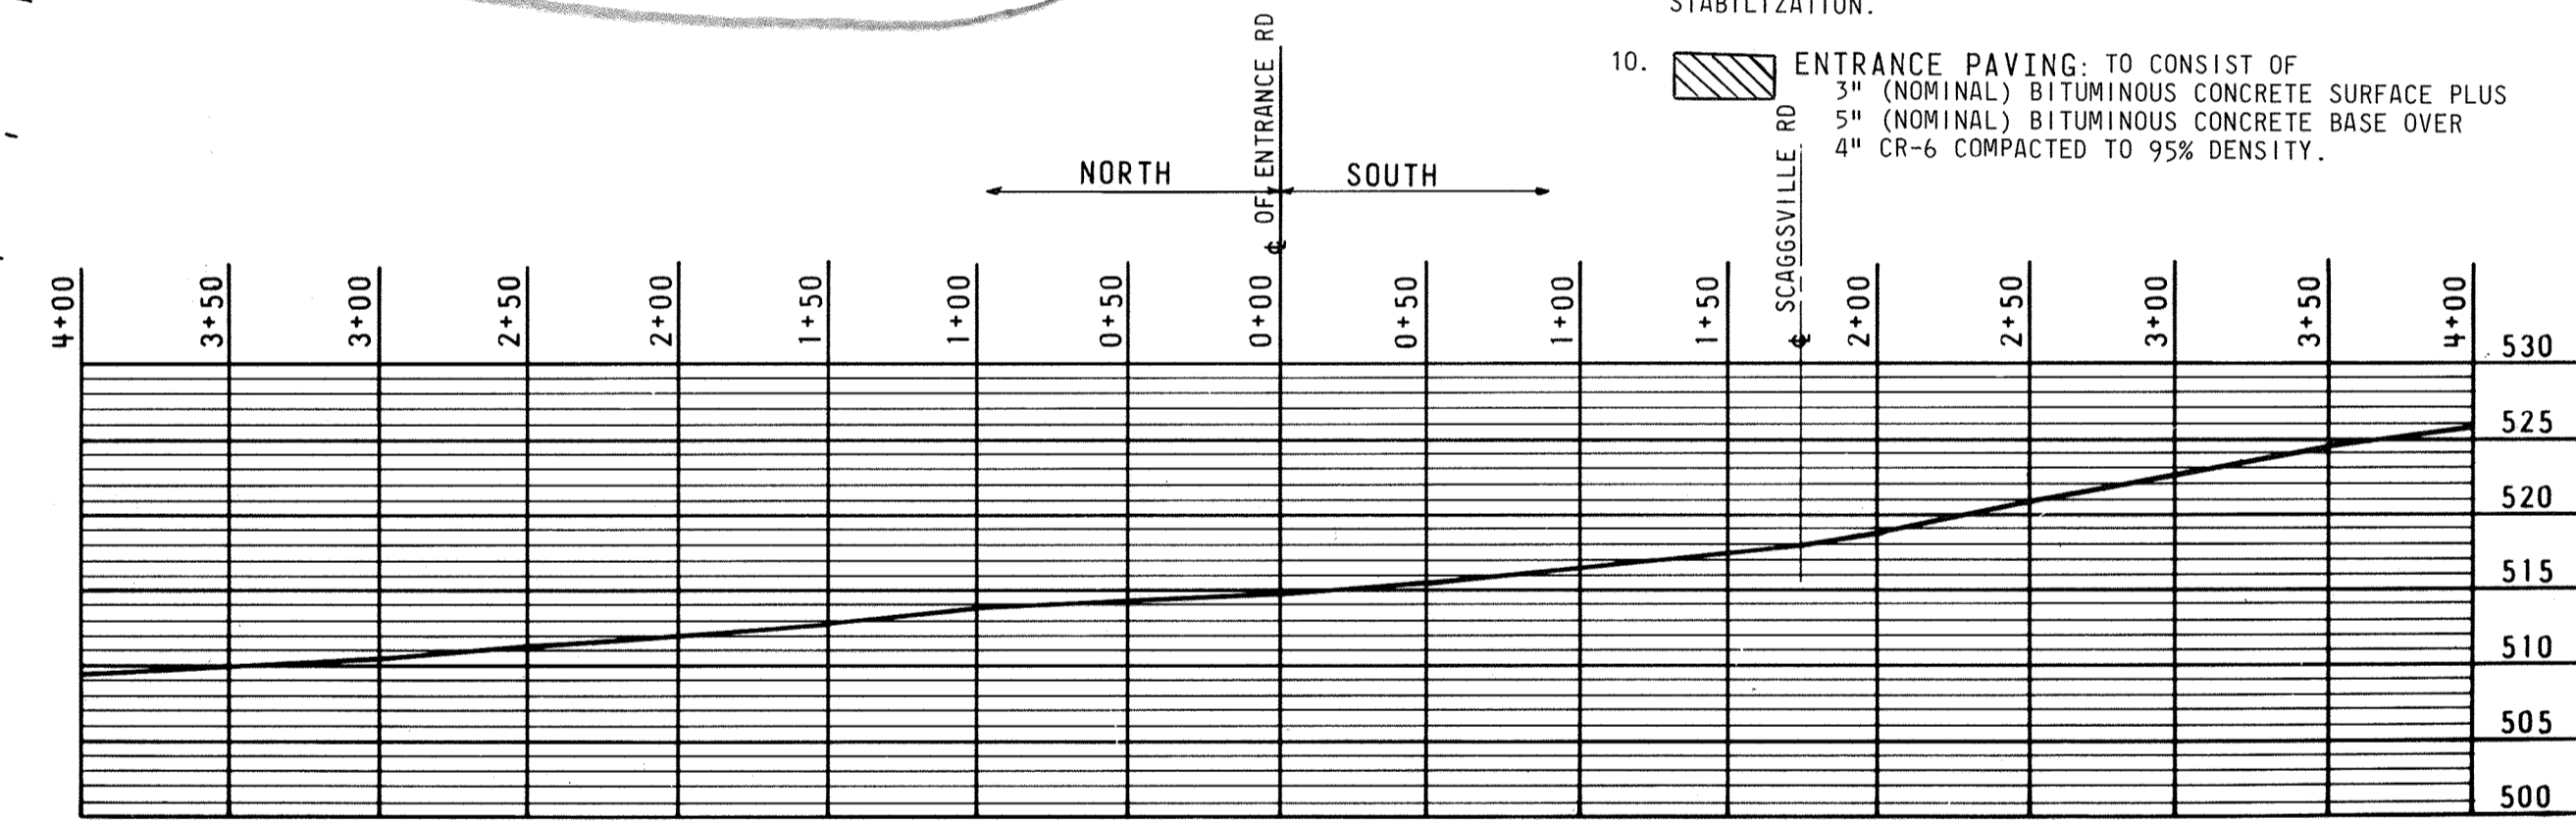 STABILIZATION.
10. ENTRANCE PAVING: TO CONSIST OF
3" (NOMINAL) BITUMINOUS CONCRETE SURFACE PLUS
5" (NOMINAL) BITUMINOUS CONCRETE BASE OVER
4" CR-6 COMPACTED TO 95% DENSITY.
℄ OF ENTRANCE RD
NORTH
SOUTH
℄ SCAGGSVILLE RD
4+00
3+50
3+00
2+50
2+00
1+50
1+00
0+50
0+00
0+50
1+00
1+50
2+00
2+50
3+00
3+50
4+00
530
525
520
515
510
505
500